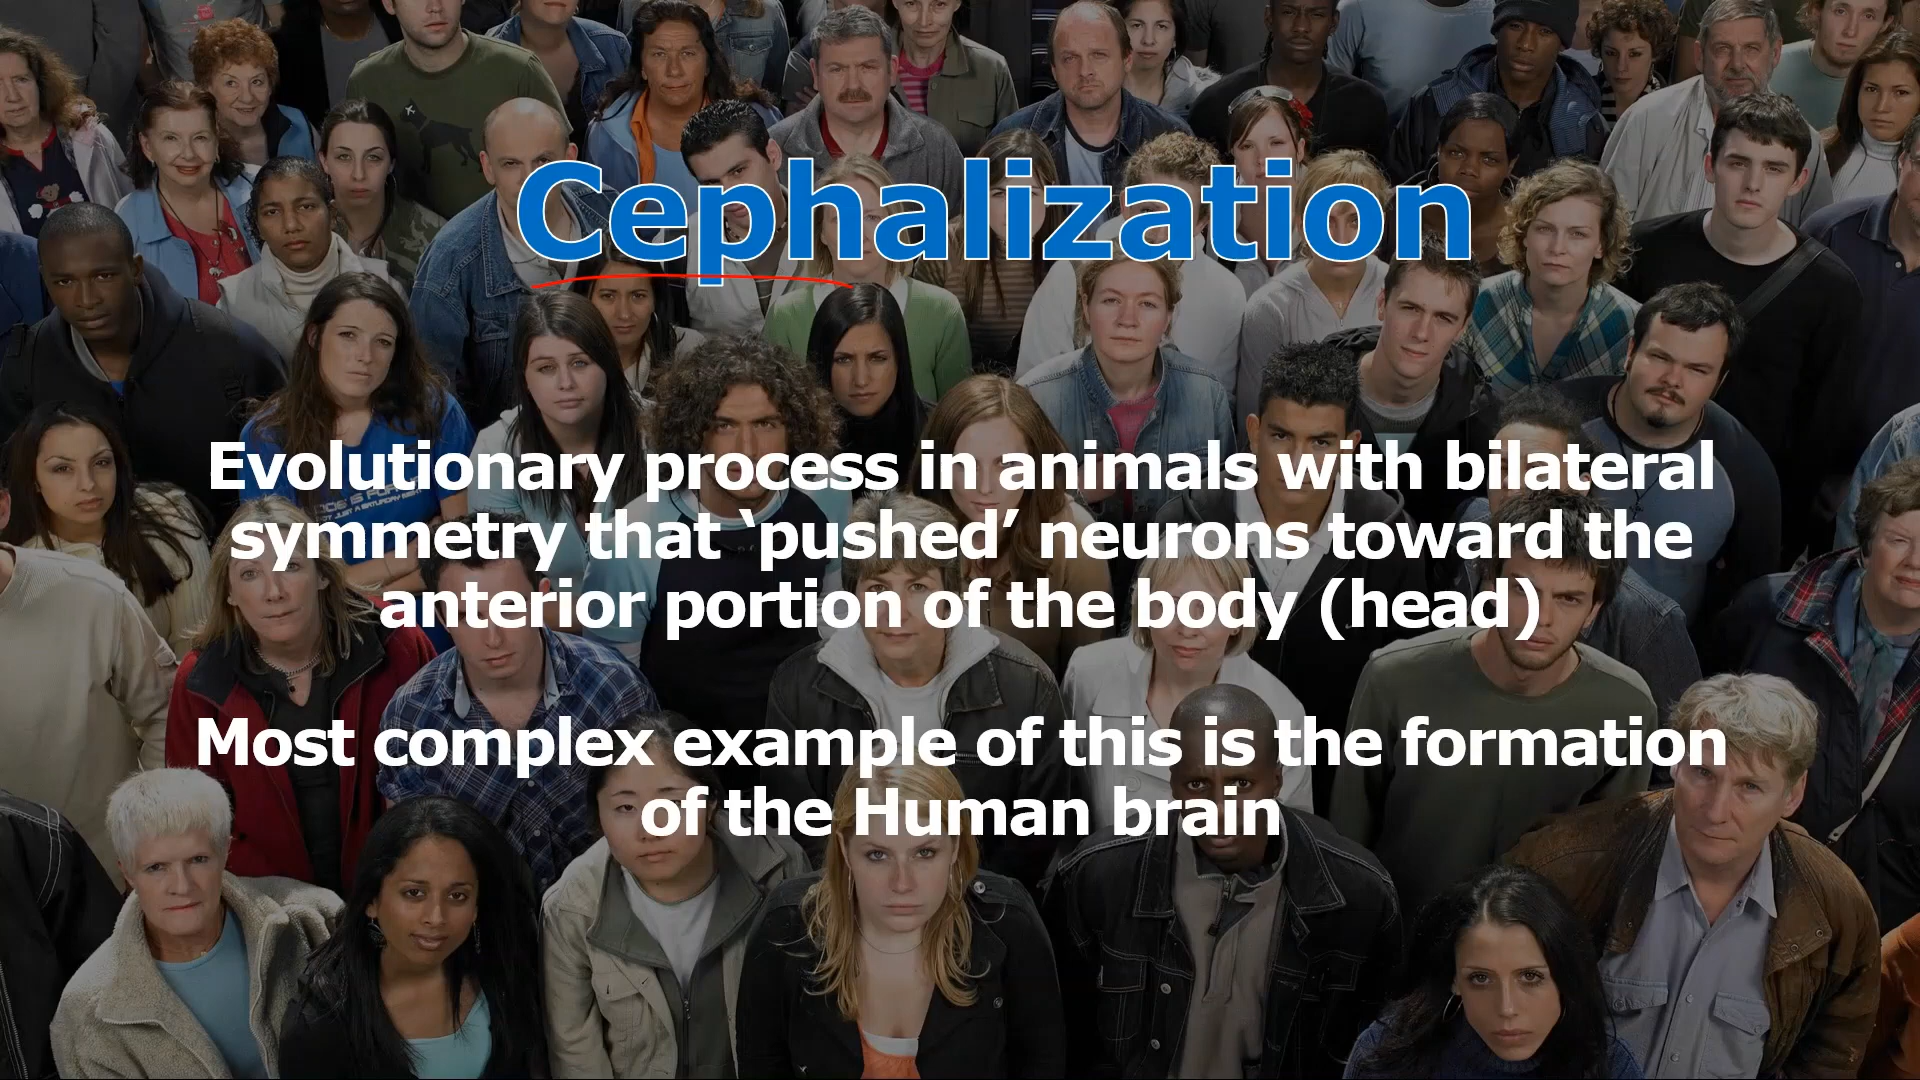 Cephalization
Evolutionary process in animals with bilateral
symmetry that ‘pushed’ neurons toward the
anterior portion of the body (head)
Most complex example of this is the formation
of the Human brain